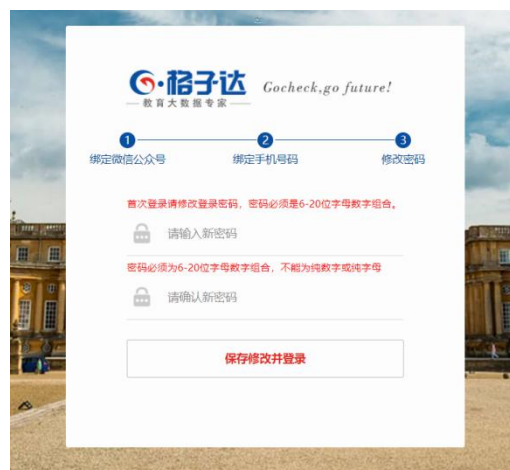 格子达
教育大数据专家
Gocheck,go future!
1 2 3
绑定微信公众号 绑定手机号码 修改密码
首次登录请修改登录密码，密码必须是6-20位字母数字组合。
请输入新密码
密码必须为6-20位字母数字组合，不能为纯数字或纯字母
请确认新密码
保存修改并登录